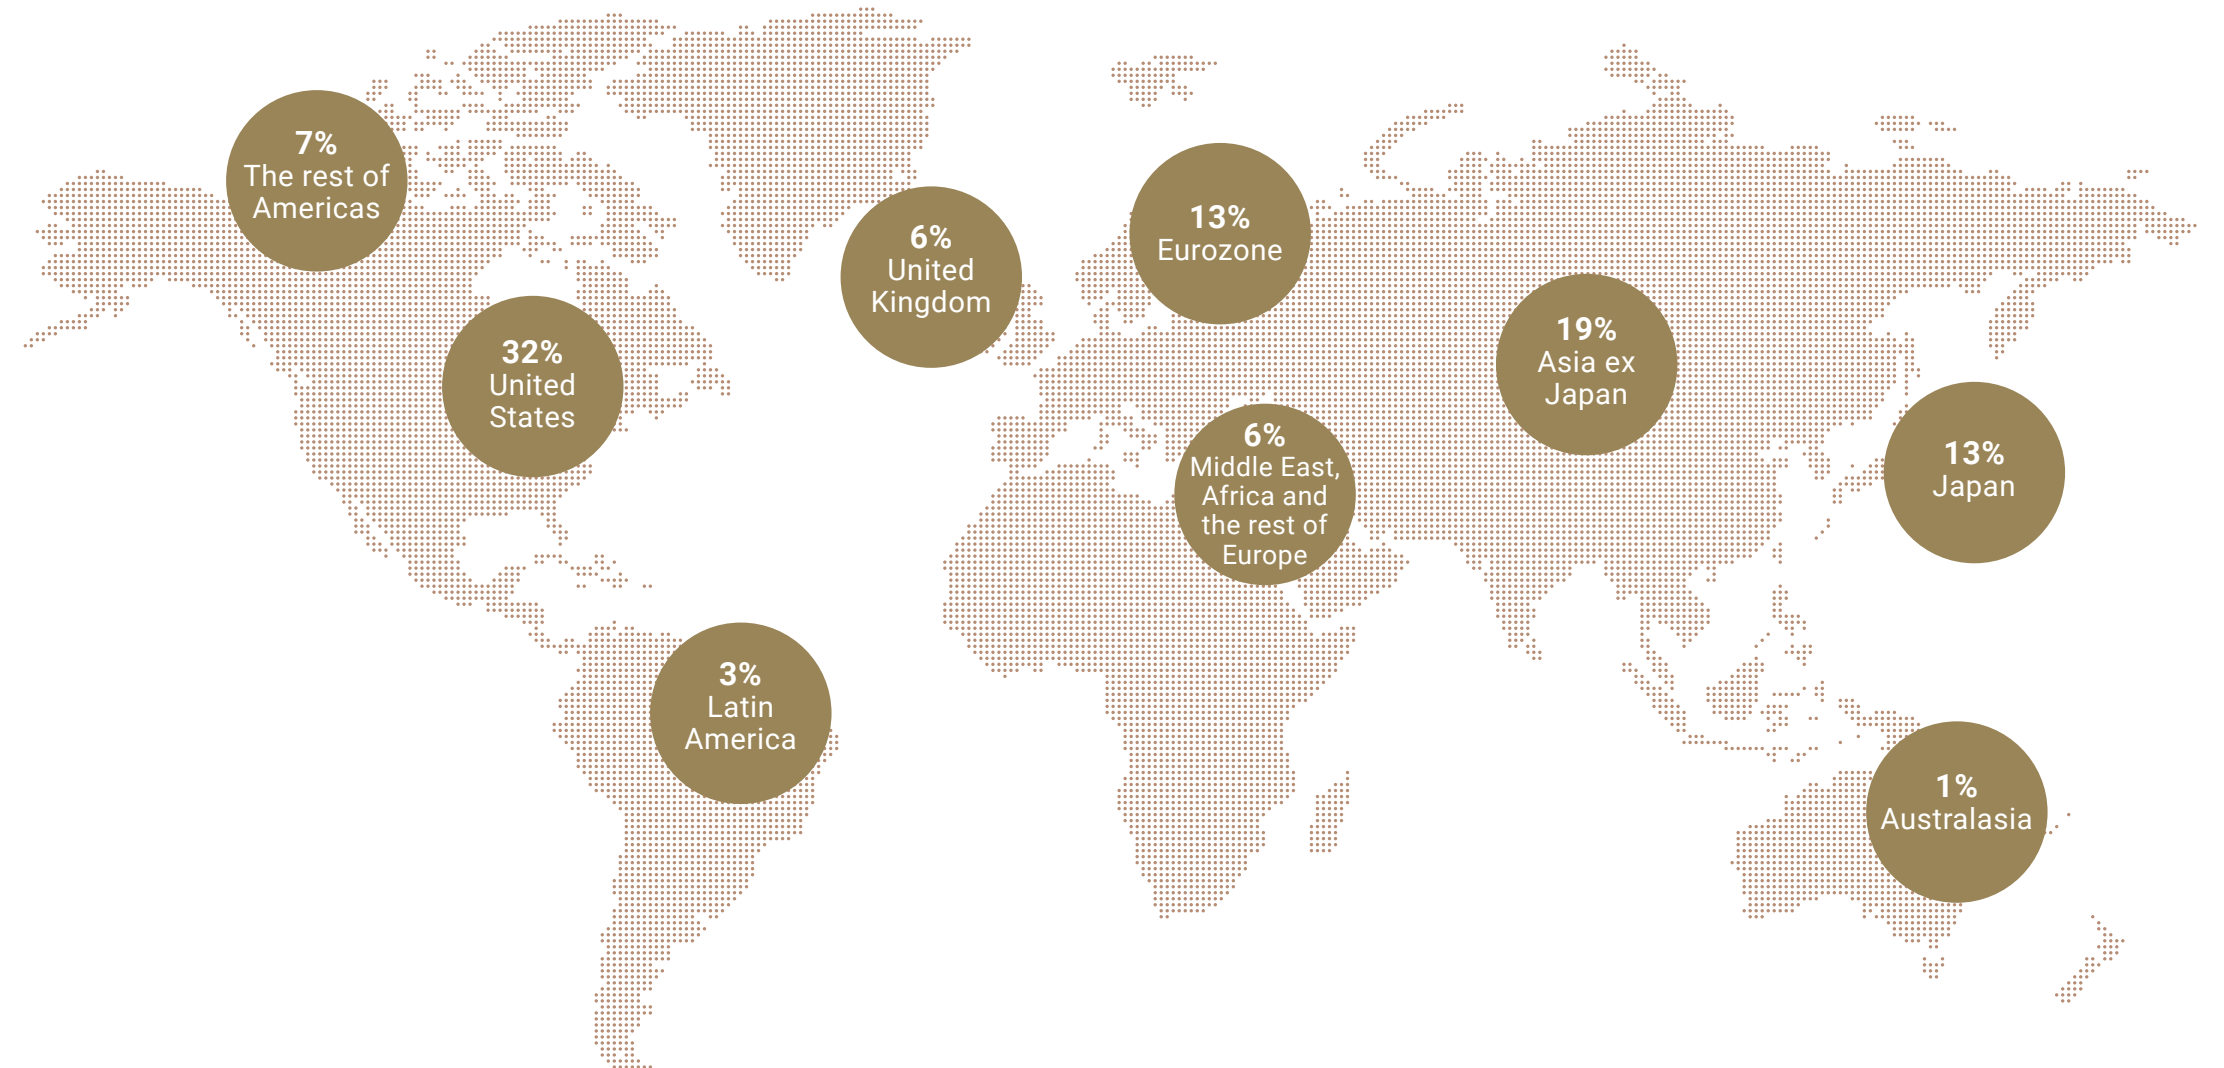 7%
The rest of
Americas
6%
United
Kingdom
13%
Eurozone
32%
United
States
19%
Asia ex
Japan
6%
Middle East,
Africa and
the rest of
Europe
13%
Japan
3%
Latin
America
1%
Australasia